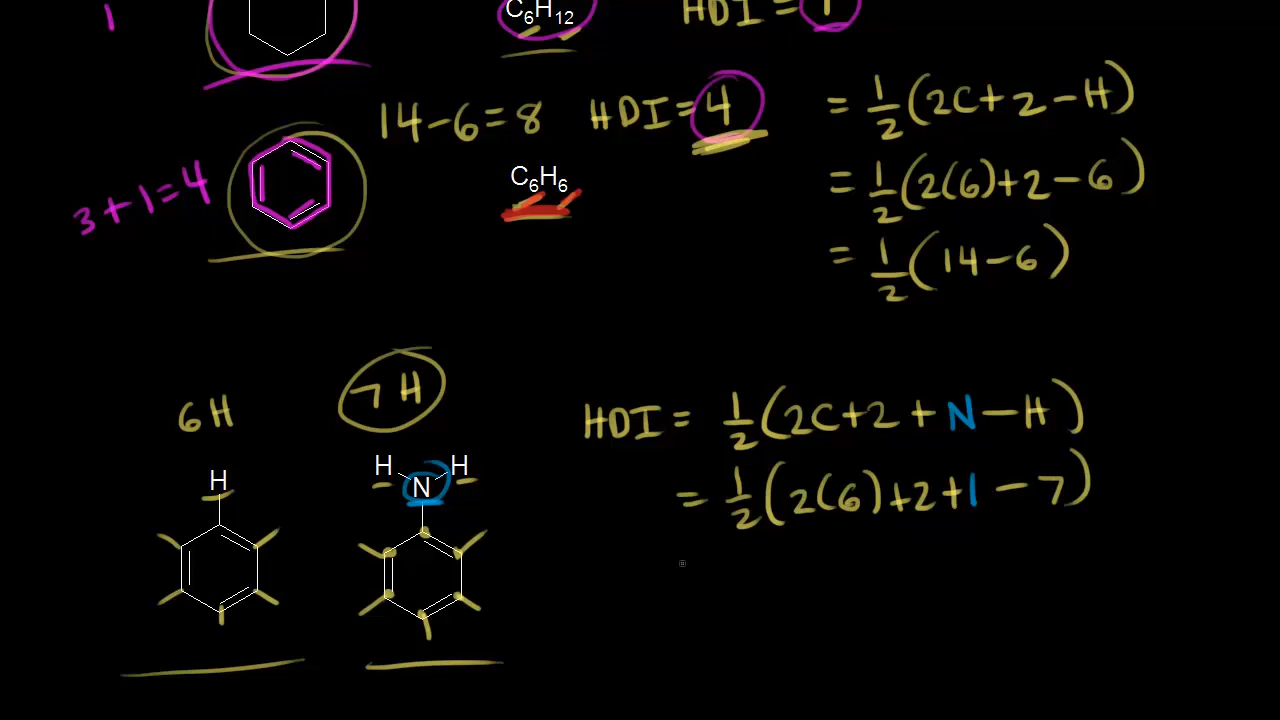 1
C6H12
HDI = 1
14 - 6 = 8
HDI = 4
= 1/2 (2C + 2 - H)
3 + 1 = 4
C6H6
= 1/2 (2(6) + 2 - 6)
= 1/2 (14 - 6)
6H
7H
HDI = 1/2 (2C + 2 + N - H)
H
H H
N
= 1/2 (2(6) + 2 + 1 - 7)